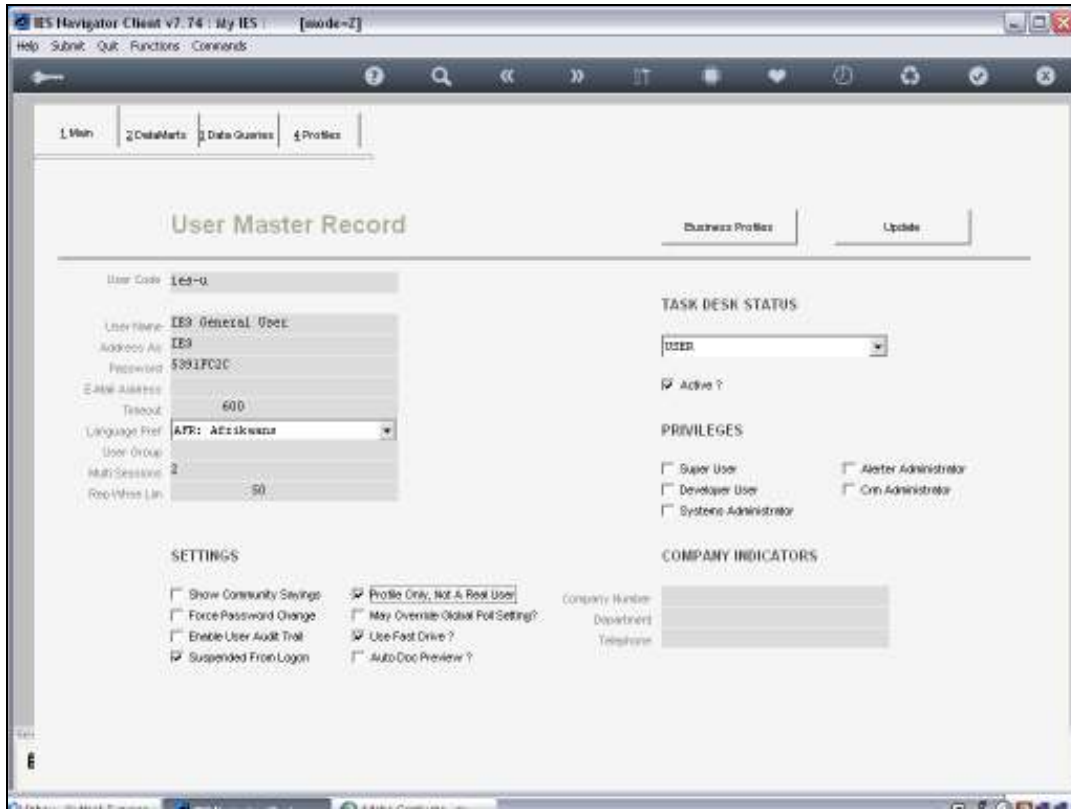 IES Navigator Client v7.74 : My IES : [mode=Z]
Help Submit Quit Functions Commands
1 Main 2 DataMarts 3 Data Queries 4 Profiles
User Master Record
Business Profiles Update
User Code ies-u
User Name IES General User
Address As IES
Password 5391FC2C
E-Mail Address
Timeout 600
Language Pref AFR: Afrikaans
User Group
Multi Sessions 2
50
TASK DESK STATUS
USER
Active ?
PRIVILEGES
Super User Alerter Administrator
Developer User Crm Administrator
Systems Administrator
SETTINGS
Show Community Sayings Profile Only, Not A Real User
Force Password Change May Override Global Poll Setting?
Enable User Audit Trail Use Fast Drive ?
Suspended From Logon Auto Doc Preview ?
COMPANY INDICATORS
Company Number
Department
Telephone